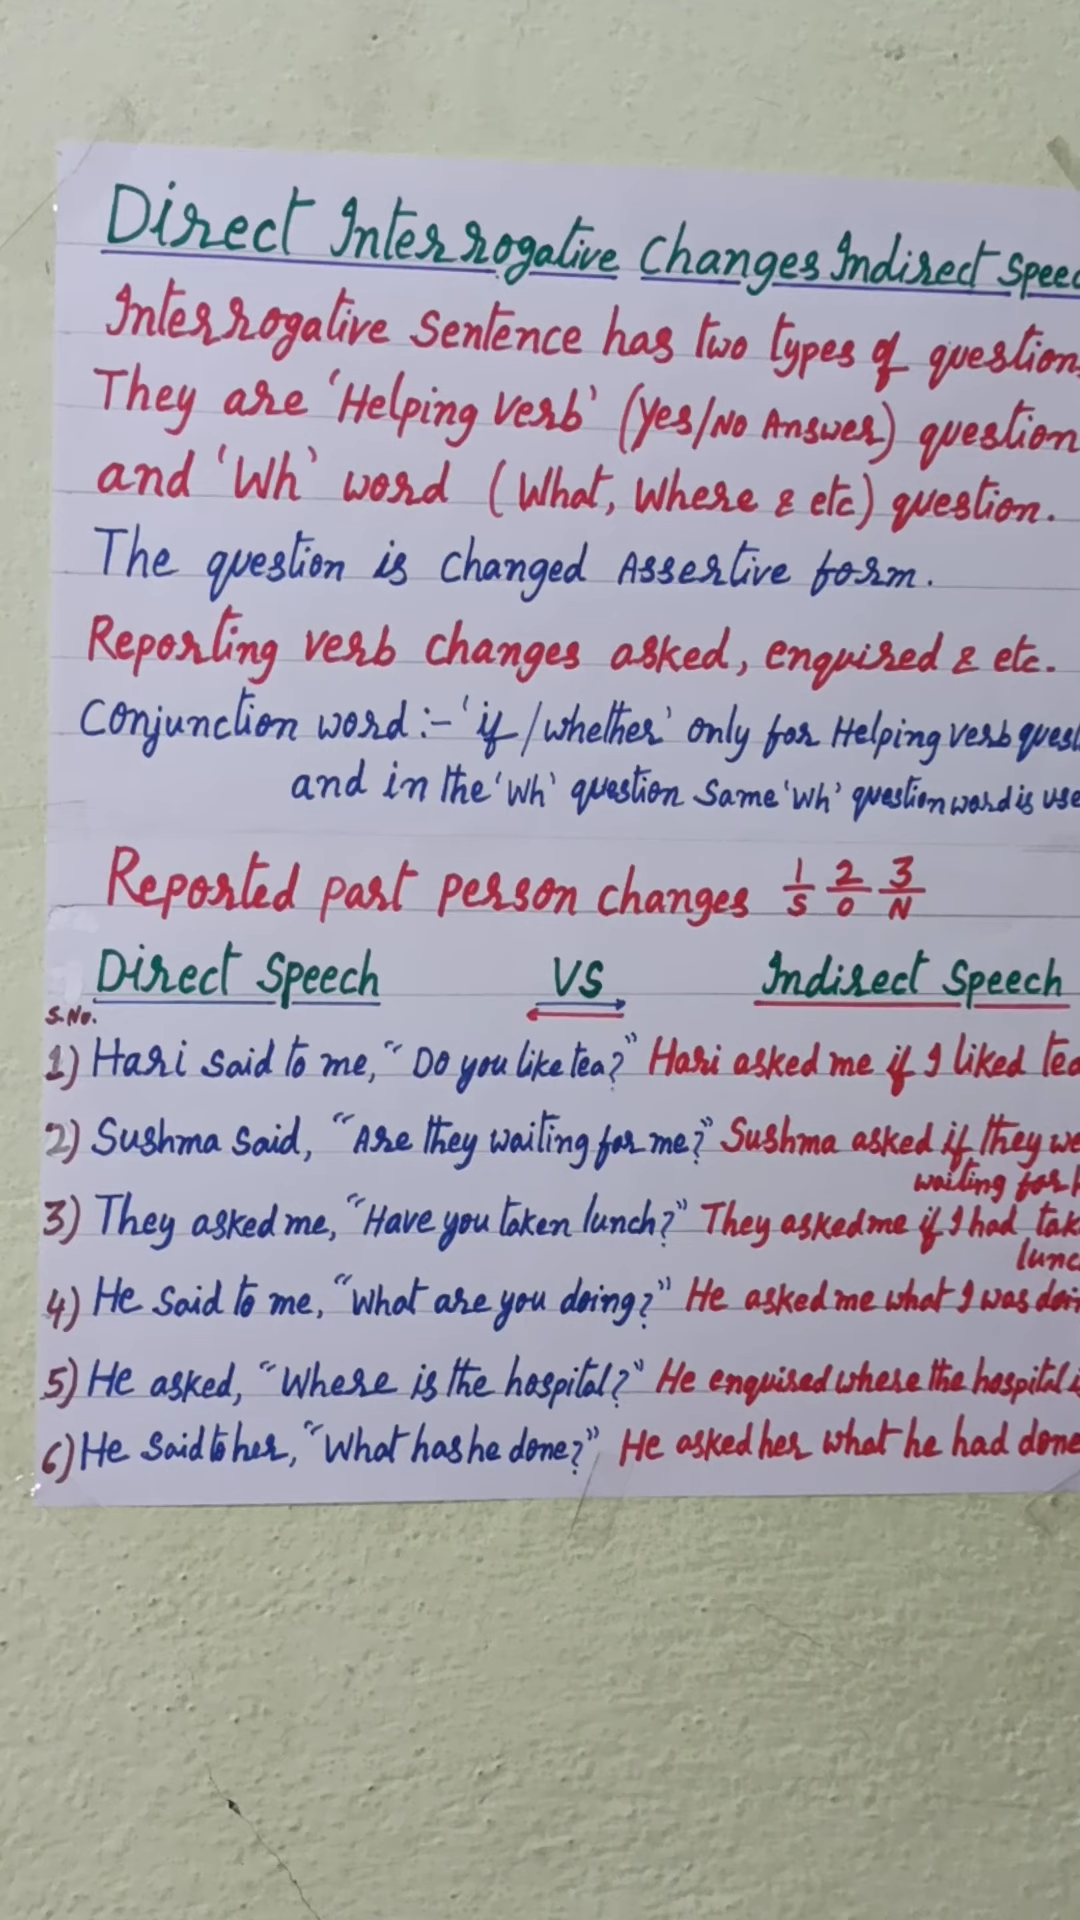 Direct Interrogative Changes Indirect Speec
Interrogative Sentence has two types of question
They are 'Helping verb' (Yes/No Answer) question
and 'Wh' word (What, Where & etc) question.
The question is changed Assertive form.
Reporting verb changes asked, enquired & etc.
Conjunction word :- 'if/whether' only for Helping verb quest
and in the 'Wh' question Same 'Wh' question word is use
Reported part person changes 1/S 2/O 3/N
Direct Speech VS Indirect Speech
S.No.
1) Hari Said to me, "Do you like tea?" Hari asked me if I liked tea
2) Sushma Said, "Are they waiting for me?" Sushma asked if they we
waiting for h
3) They asked me, "Have you taken lunch?" They asked me if I had tak
lunc
4) He Said to me, "What are you doing?" He asked me what I was doin
5) He asked, "Where is the hospital?" He enquired where the hospital i
6) He Said to her, "What has he done?" He asked her what he had done